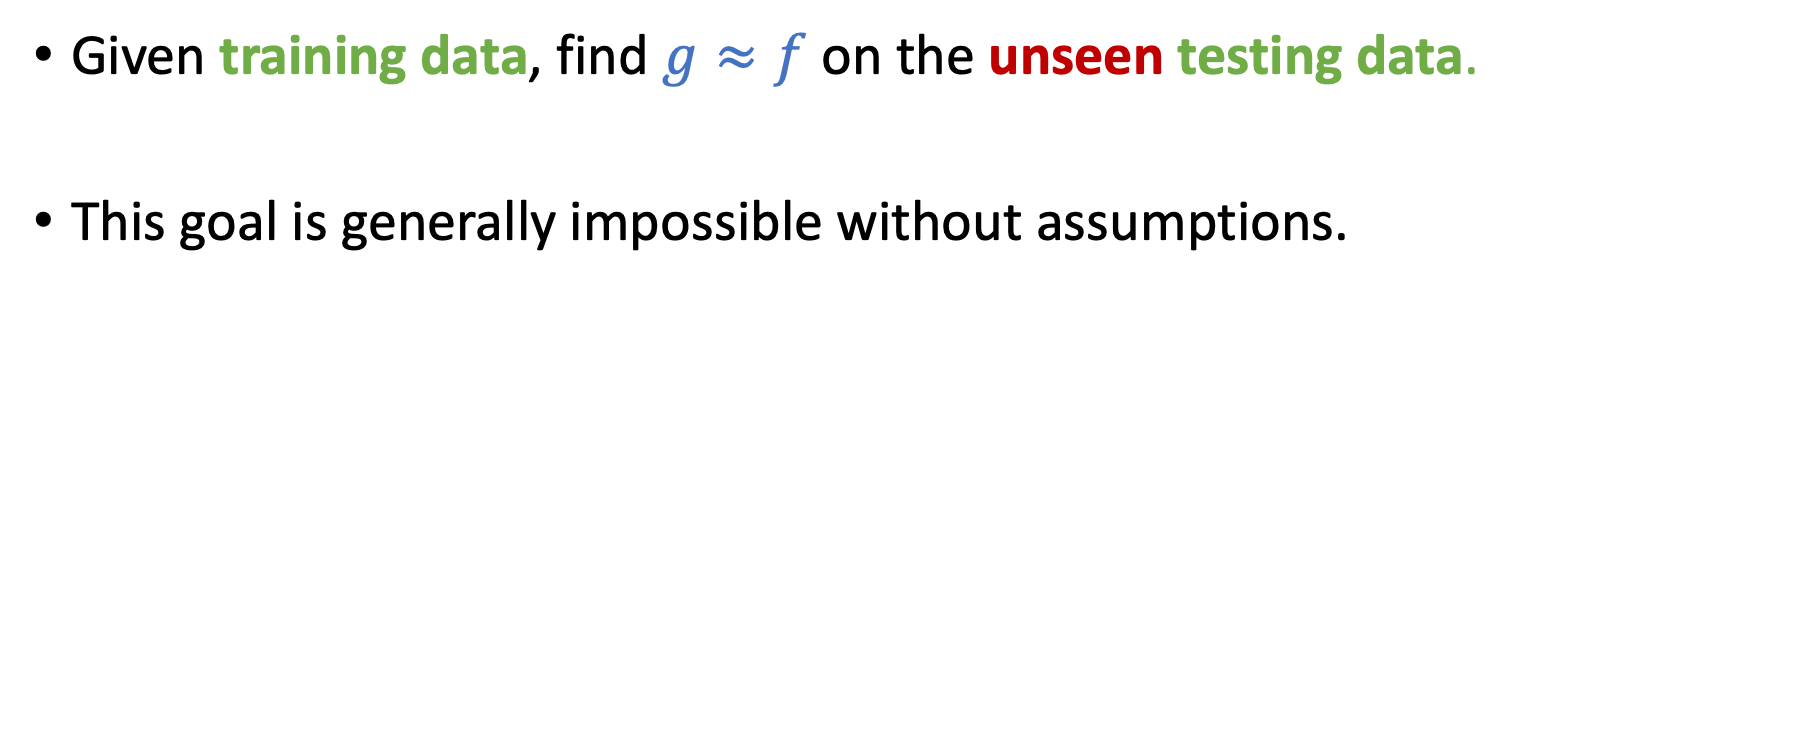 • Given training data, find g ≈ f on the unseen testing data.
• This goal is generally impossible without assumptions.